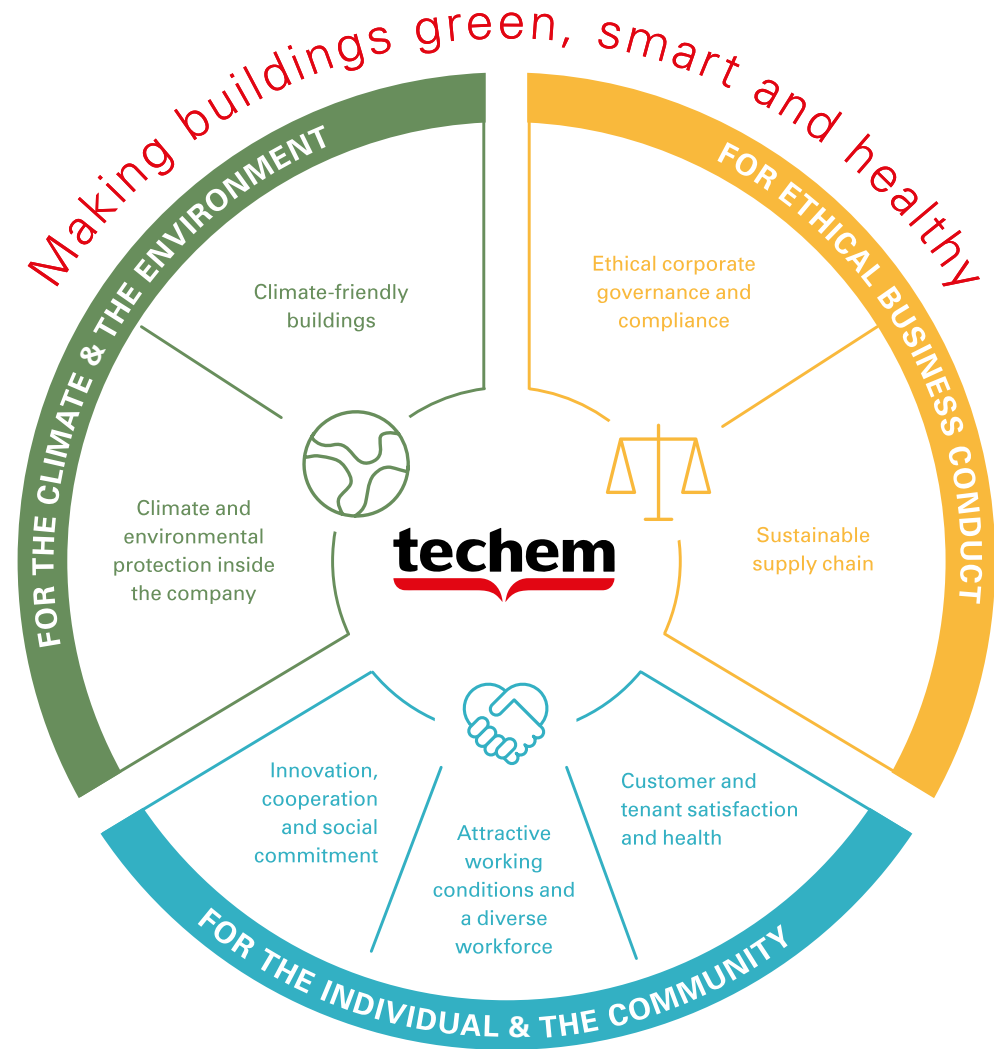 Making buildings green, smart and healthy
FOR THE CLIMATE & THE ENVIRONMENT
Climate-friendly
buildings
Climate and
environmental
protection inside
the company
FOR ETHICAL BUSINESS CONDUCT
Ethical corporate
governance and
compliance
Sustainable
supply chain
techem
Innovation,
cooperation
and social
commitment
Attractive
working
conditions and
a diverse
workforce
Customer and
tenant satisfaction
and health
FOR THE INDIVIDUAL & THE COMMUNITY